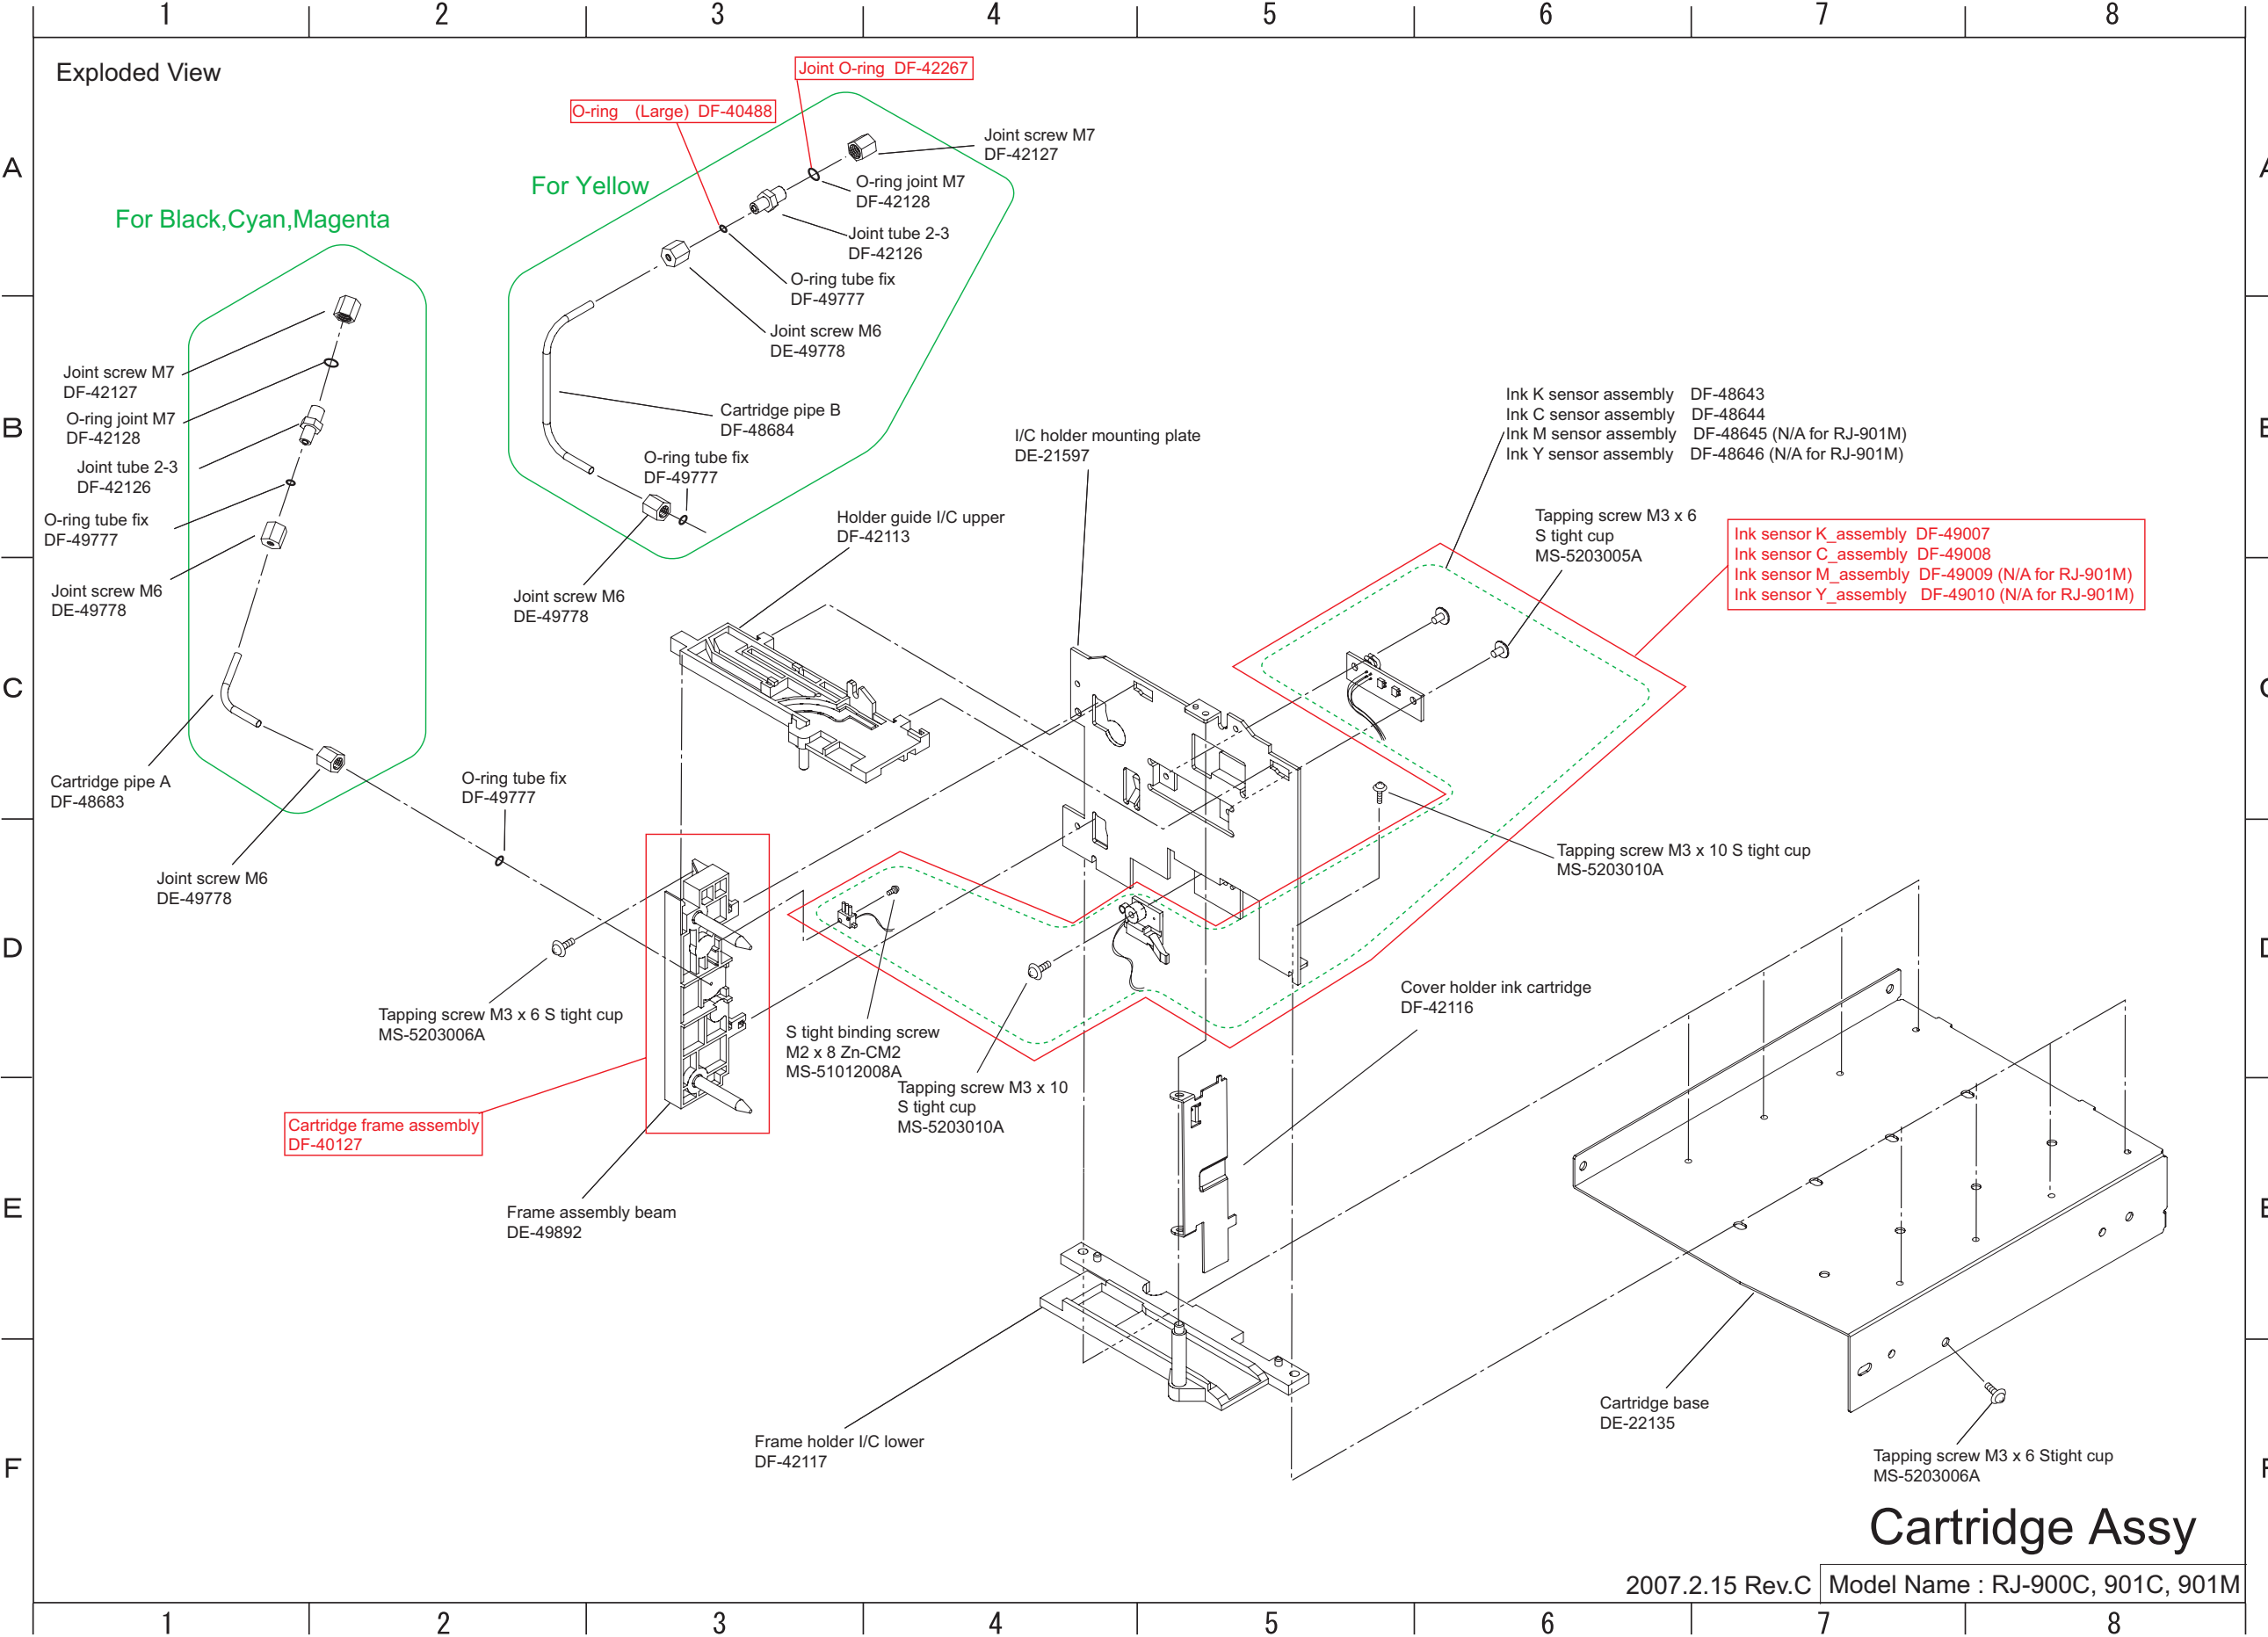 1 2 3 4 5 6 7 8
Exploded View
Joint O-ring DF-42267
O-ring (Large) DF-40488
Joint screw M7
DF-42127
A
For Yellow
O-ring joint M7
DF-42128
For Black,Cyan,Magenta
Joint tube 2-3
DF-42126
O-ring tube fix
DF-49777
Joint screw M6
DE-49778
Joint screw M7
DF-42127
O-ring joint M7
DF-42128
Joint tube 2-3
DF-42126
O-ring tube fix
DF-49777
Joint screw M6
DE-49778
B
Cartridge pipe B
DF-48684
O-ring tube fix
DF-49777
Joint screw M6
DE-49778
I/C holder mounting plate
DE-21597
Holder guide I/C upper
DF-42113
Ink K sensor assembly DF-48643
Ink C sensor assembly DF-48644
Ink M sensor assembly DF-48645 (N/A for RJ-901M)
Ink Y sensor assembly DF-48646 (N/A for RJ-901M)
Tapping screw M3 x 6
S tight cup
MS-5203005A
Ink sensor K_assembly DF-49007
Ink sensor C_assembly DF-49008
Ink sensor M_assembly DF-49009 (N/A for RJ-901M)
Ink sensor Y_assembly DF-49010 (N/A for RJ-901M)
C
Cartridge pipe A
DF-48683
O-ring tube fix
DF-49777
Joint screw M6
DE-49778
Tapping screw M3 x 10 S tight cup
MS-5203010A
D
Tapping screw M3 x 6 S tight cup
MS-5203006A
S tight binding screw
M2 x 8 Zn-CM2
MS-51012008A
Tapping screw M3 x 10
S tight cup
MS-5203010A
Cover holder ink cartridge
DF-42116
Cartridge frame assembly
DF-40127
E
Frame assembly beam
DE-49892
Frame holder I/C lower
DF-42117
Cartridge base
DE-22135
F
Tapping screw M3 x 6 Stight cup
MS-5203006A
Cartridge Assy
2007.2.15 Rev.C
Model Name : RJ-900C, 901C, 901M
1 2 3 4 5 6 7 8